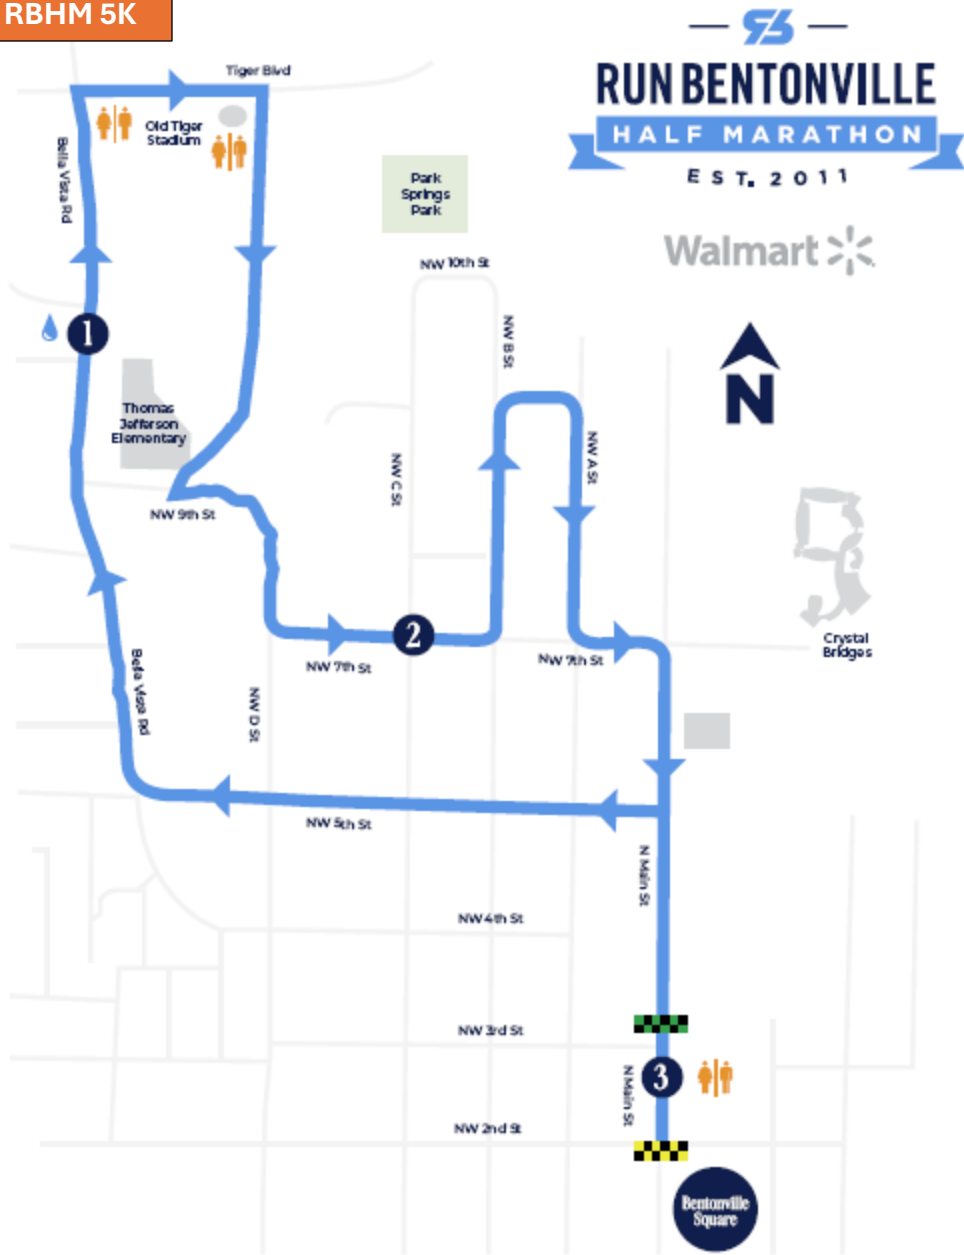 RBHM 5K
RUN BENTONVILLE
HALF MARATHON
EST. 2011
Walmart
N
Tiger Blvd
Old Tiger
Stadium
Bella Vista Rd
Park
Springs
Park
NW 10th St
NW B St
1
Thomas
Jefferson
Elementary
NW C St
NW A St
NW 9th St
2
NW 7th St
NW 7th St
Crystal
Bridges
Bella Vista Rd
NW D St
NW 5th St
N Main St
NW 4th St
NW 3rd St
3
N Main St
NW 2nd St
Bentonville
Square